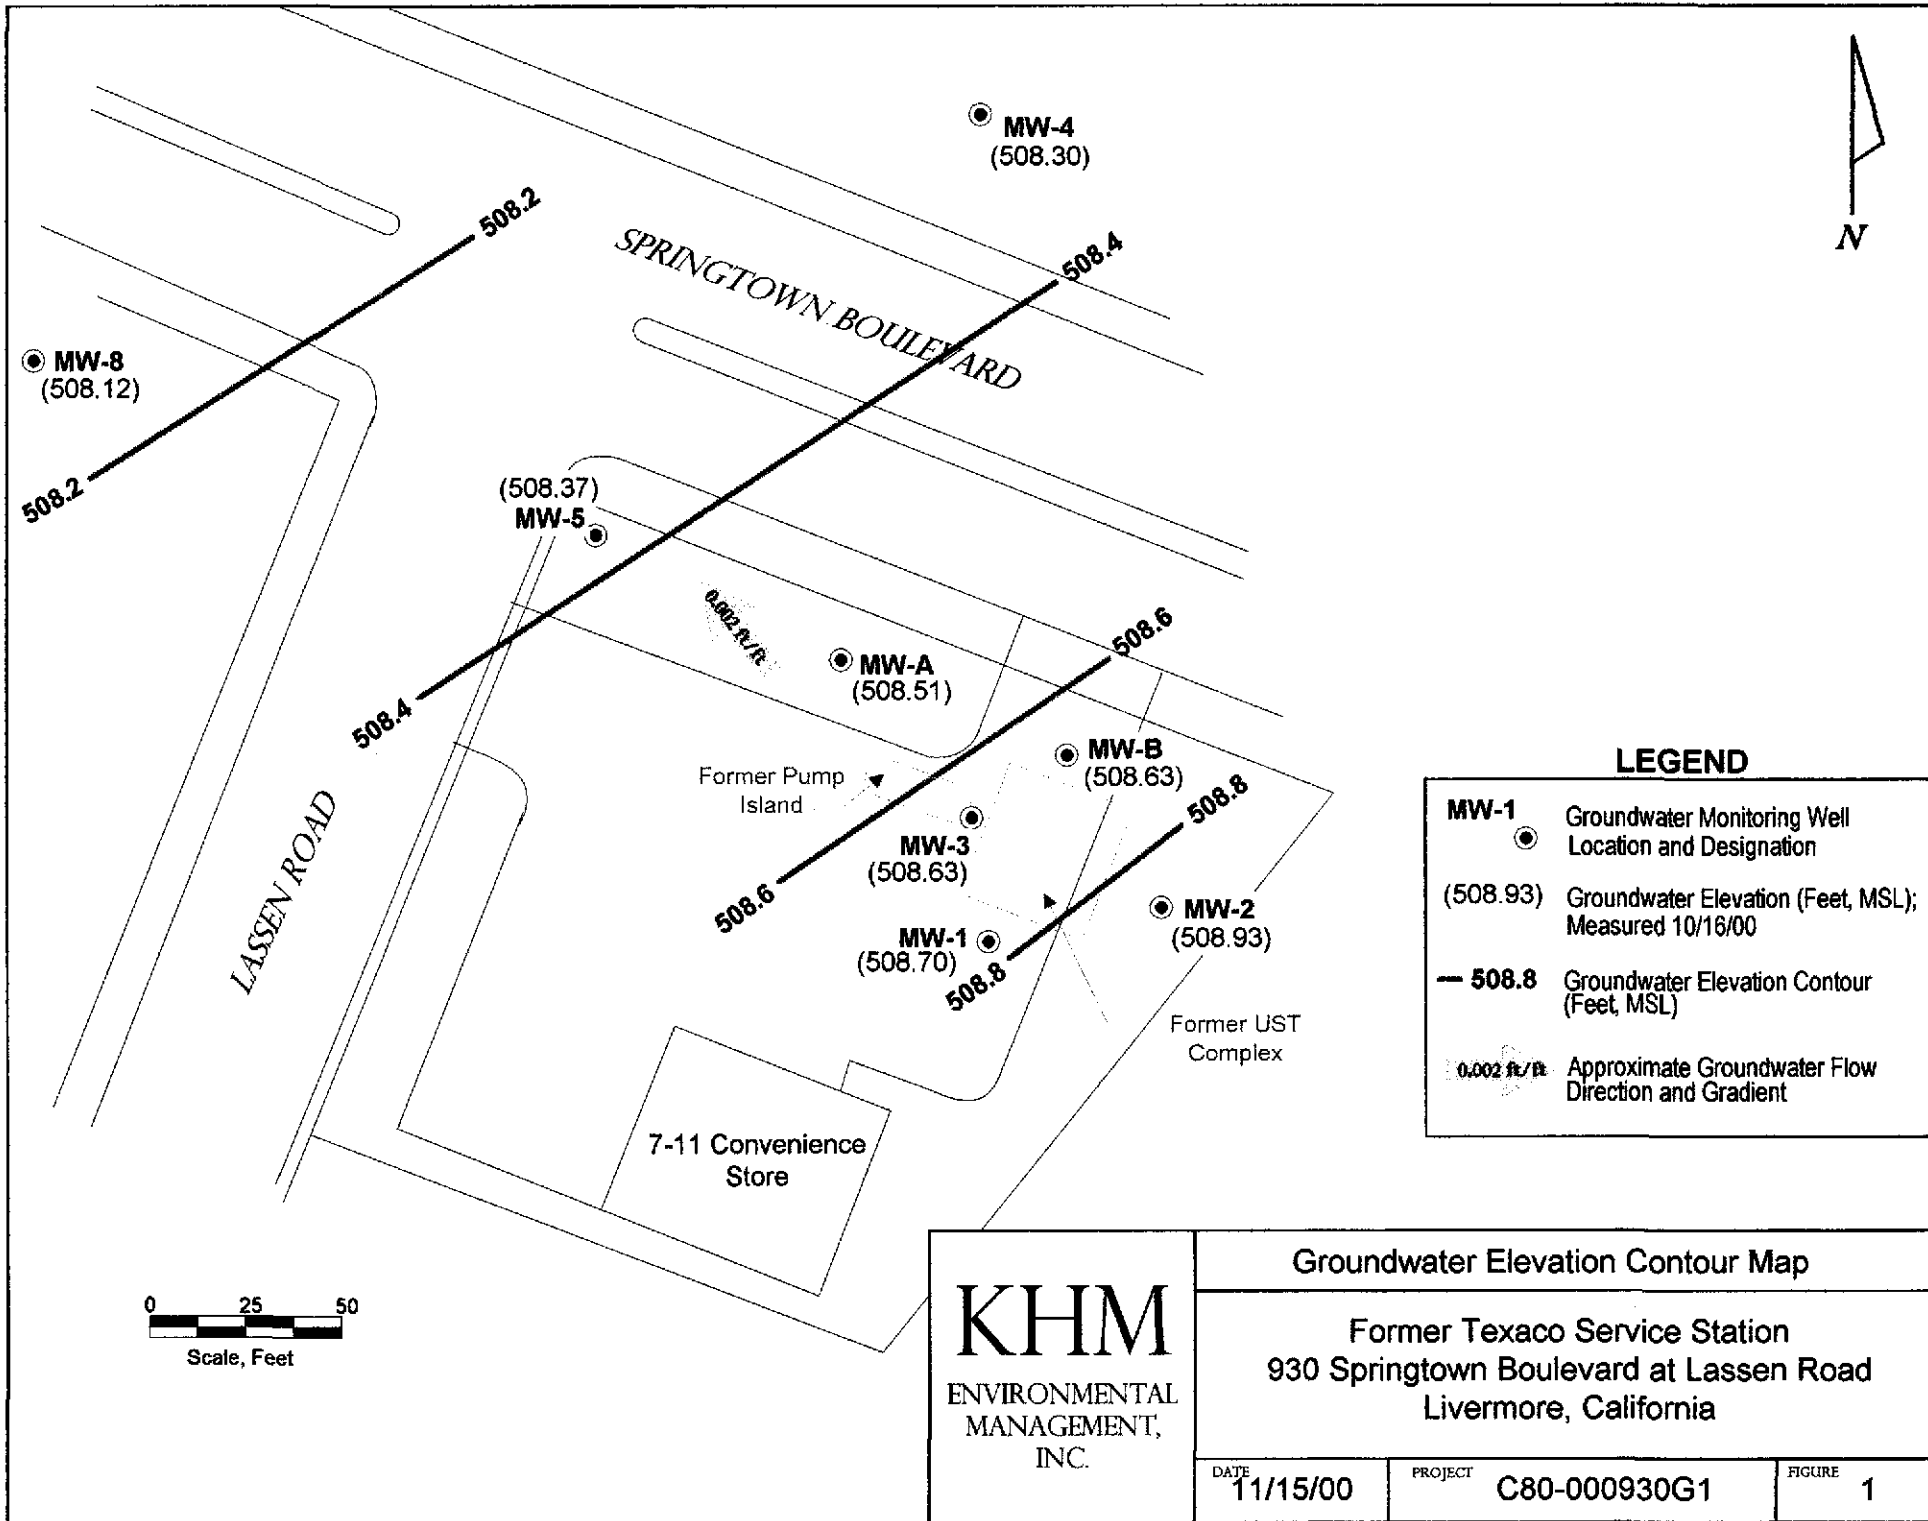 MW-4
(508.30)
508.2
508.4
SPRINGTOWN BOULEVARD
N
MW-8
(508.12)
508.2
(508.37)
MW-5
0.002 ft/ft
508.6
MW-A
(508.51)
508.4
MW-B
(508.63)
Former Pump
Island
508.8
MW-3
(508.63)
508.6
MW-2
(508.93)
MW-1
(508.70)
508.8
LASSEN ROAD
Former UST
Complex
7-11 Convenience
Store
LEGEND
MW-1
Groundwater Monitoring Well
Location and Designation
(508.93)
Groundwater Elevation (Feet, MSL);
Measured 10/16/00
508.8
Groundwater Elevation Contour
(Feet, MSL)
0.002 ft/ft
Approximate Groundwater Flow
Direction and Gradient
0 25 50
Scale, Feet
KHM
ENVIRONMENTAL
MANAGEMENT,
INC.
Groundwater Elevation Contour Map
Former Texaco Service Station
930 Springtown Boulevard at Lassen Road
Livermore, California
DATE
11/15/00
PROJECT
C80-000930G1
FIGURE
1